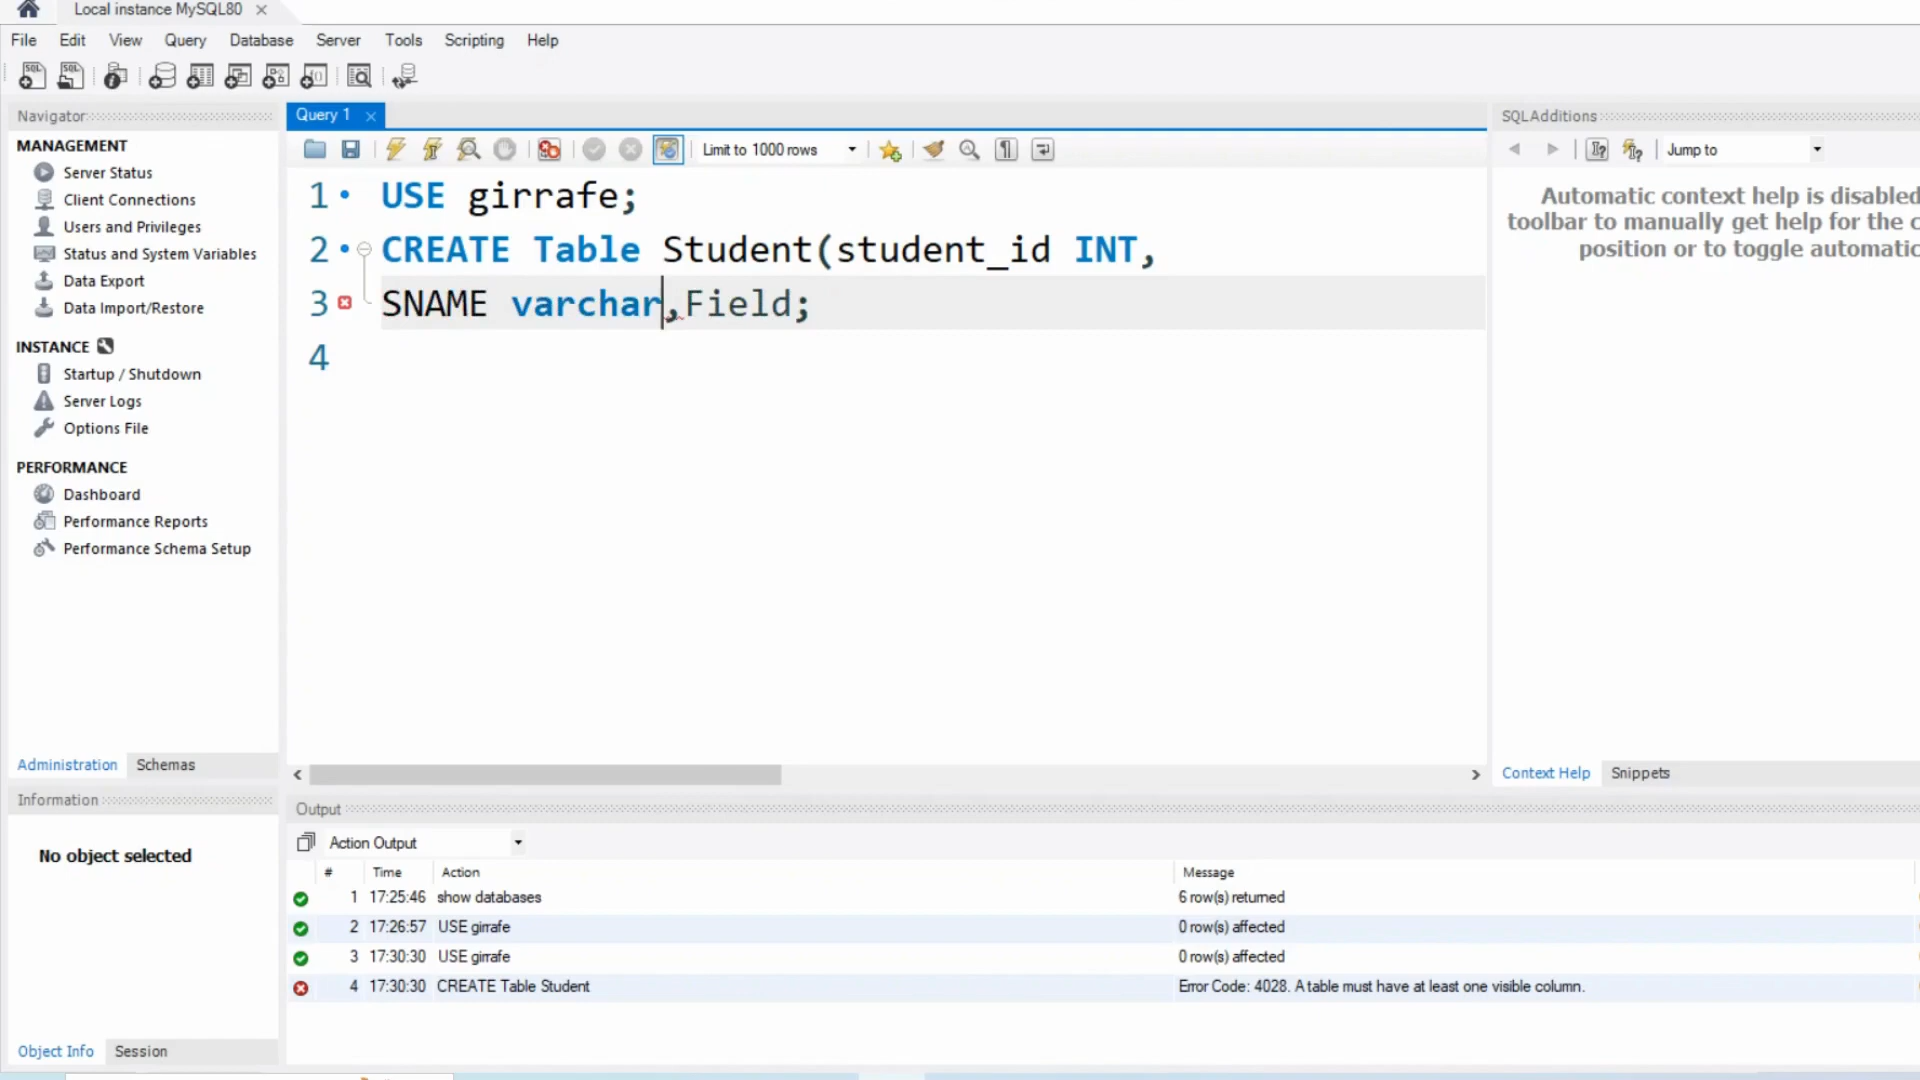 Local instance MySQL80
File Edit View Query Database Server Tools Scripting Help
Navigator
MANAGEMENT
Server Status
Client Connections
Users and Privileges
Status and System Variables
Data Export
Data Import/Restore
INSTANCE
Startup / Shutdown
Server Logs
Options File
PERFORMANCE
Dashboard
Performance Reports
Performance Schema Setup
Administration Schemas
Information
No object selected
Object Info Session
Query 1
Limit to 1000 rows
1 USE girrafe;
2 CREATE Table Student(student_id INT,
3 SNAME varchar,Field;
4
Output
Action Output
# Time Action Message
1 17:25:46 show databases 6 row(s) returned
2 17:26:57 USE girrafe 0 row(s) affected
3 17:30:30 USE girrafe 0 row(s) affected
4 17:30:30 CREATE Table Student Error Code: 4028. A table must have at least one visible column.
SQLAdditions
Jump to
Automatic context help is disabled
toolbar to manually get help for the c
position or to toggle automatic
Context Help Snippets